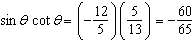 sin θ cot θ = (−12/5)(5/13) = −60/65